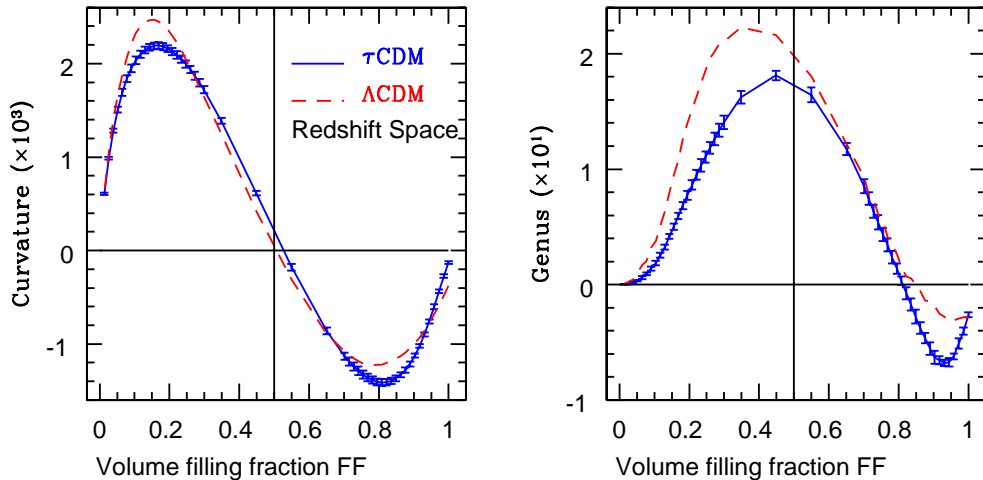 Curvature (×10³)
2
1
0
-1
τCDM
ΛCDM
Redshift Space
0 0.2 0.4 0.6 0.8 1
Volume filling fraction FF
Genus (×10¹)
2
1
0
-1
0 0.2 0.4 0.6 0.8 1
Volume filling fraction FF